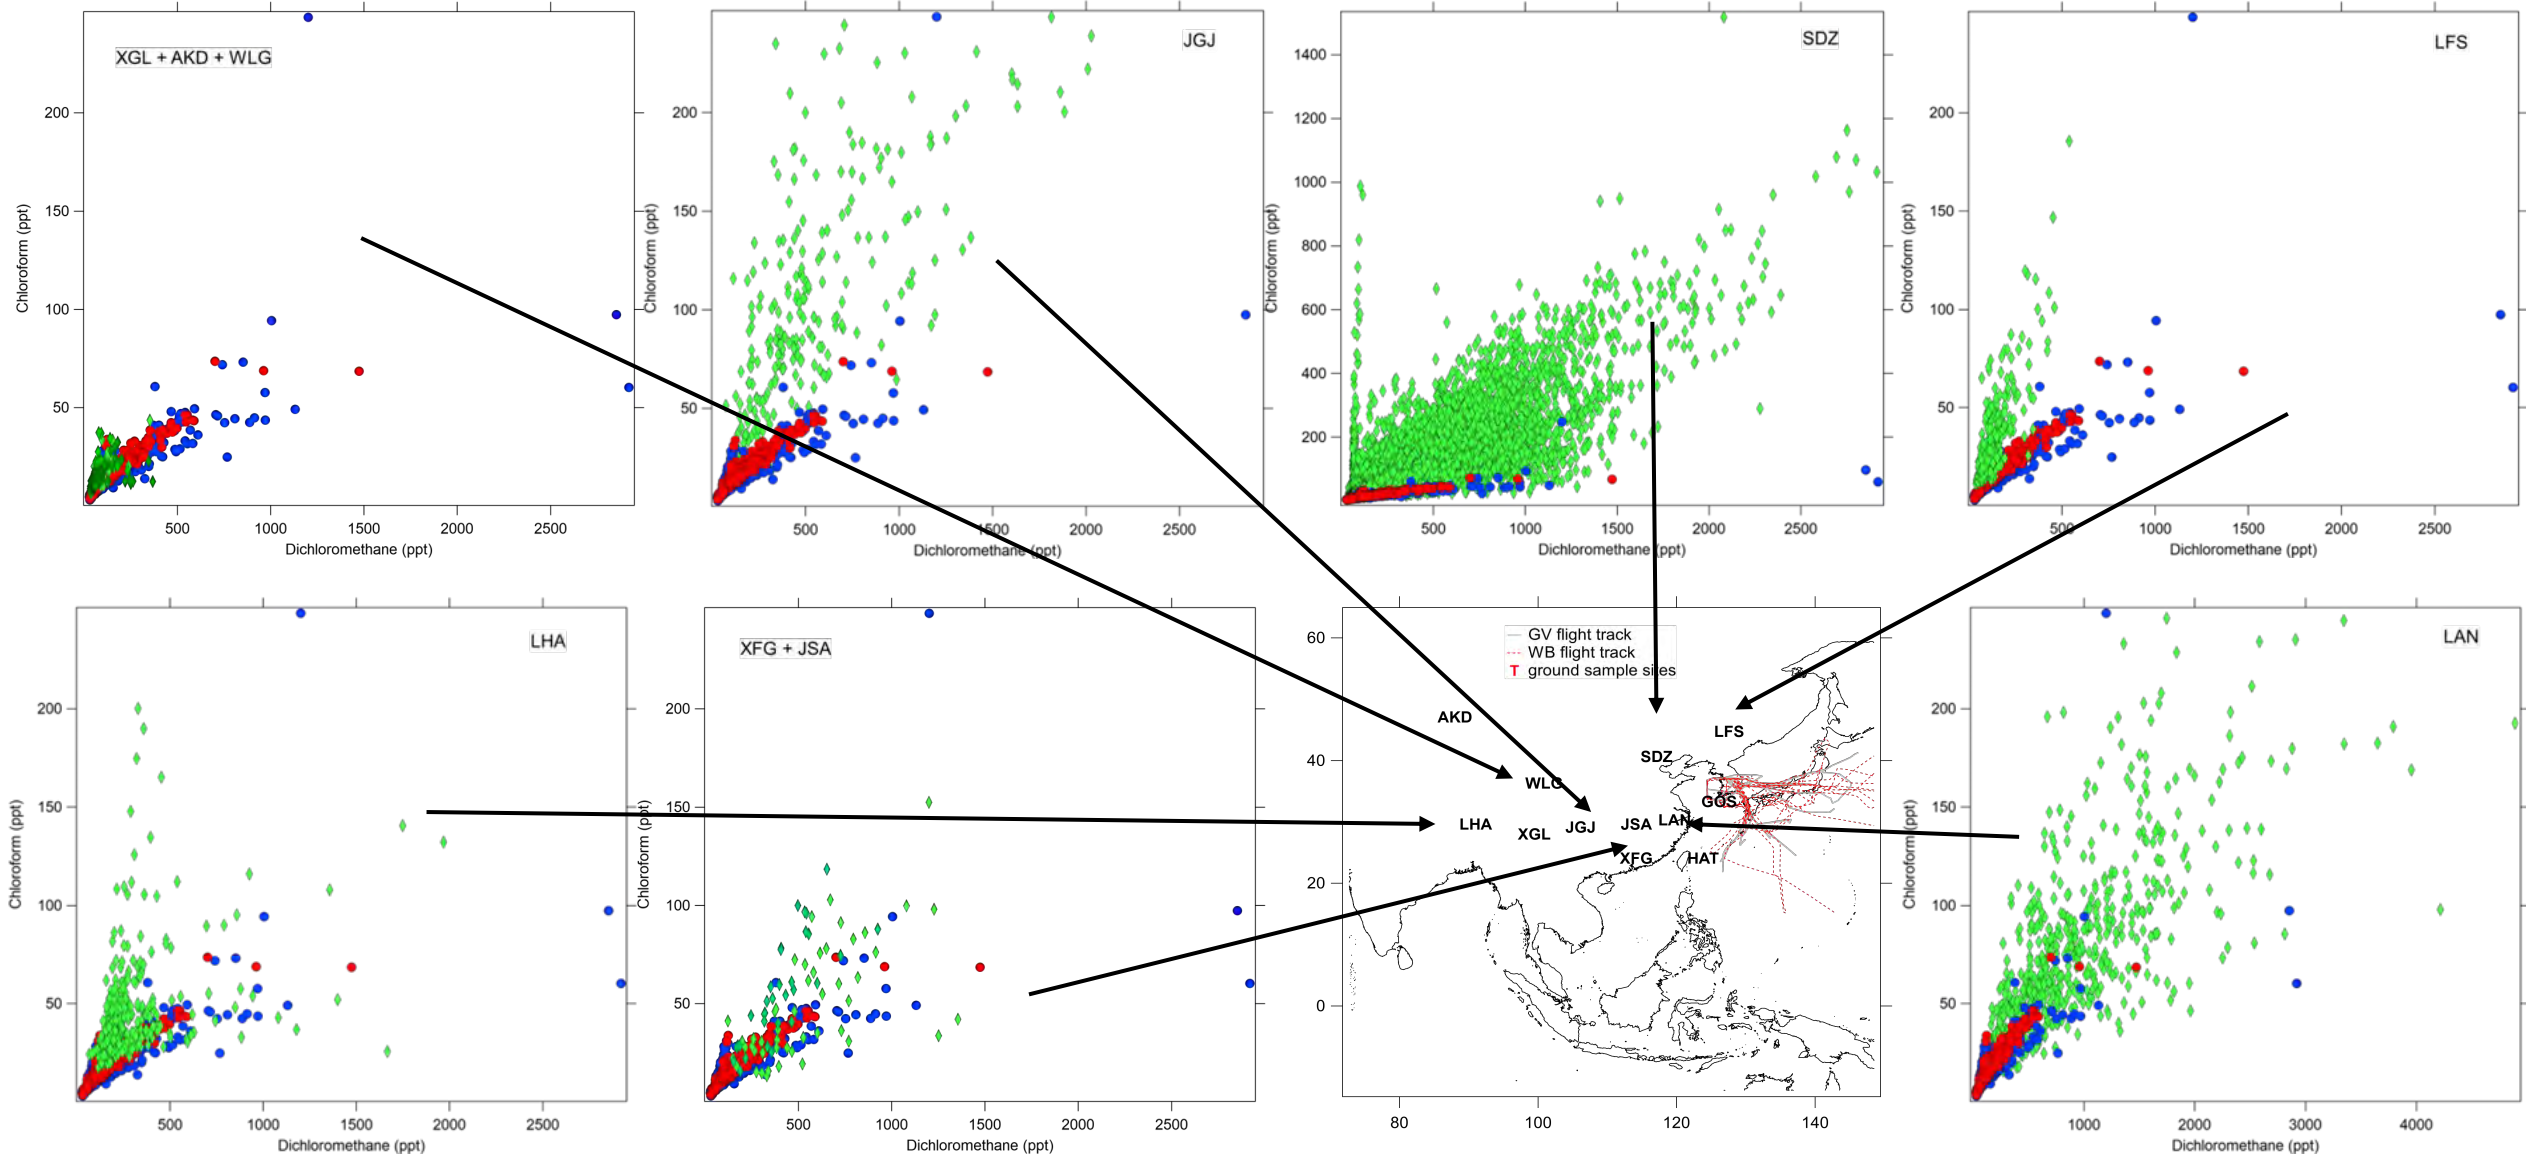 XGL + AKD + WLG
200
150
100
50
Chloroform (ppt)
500 1000 1500 2000 2500
Dichloromethane (ppt)
JGJ
200
150
100
50
Chloroform (ppt)
500 1000 1500 2000 2500
Dichloromethane (ppt)
SDZ
1400
1200
1000
800
600
400
200
Chloroform (ppt)
500 1000 1500 2000 2500
Dichloromethane (ppt)
LFS
200
150
100
50
Chloroform (ppt)
500 1000 1500 2000 2500
Dichloromethane (ppt)
LHA
200
150
100
50
Chloroform (ppt)
500 1000 1500 2000 2500
Dichloromethane (ppt)
XFG + JSA
200
150
100
50
Chloroform (ppt)
500 1000 1500 2000 2500
Dichloromethane (ppt)
GV flight track
WB flight track
T ground sample sites
60
40
20
0
AKD
LFS
SDZ
WLG
GOS
LHA XGL JGJ JSA LAN
XFG HAT
80 100 120 140
LAN
200
150
100
50
Chloroform (ppt)
1000 2000 3000 4000
Dichloromethane (ppt)